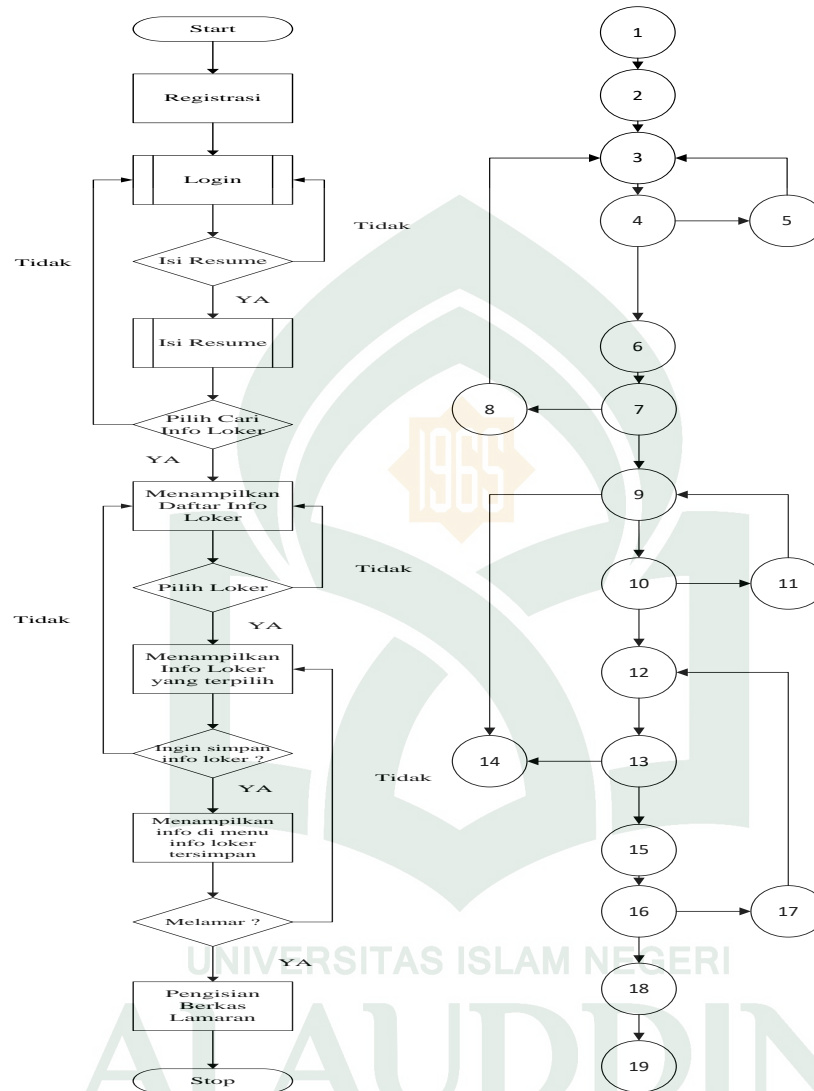 Start
Registrasi
Login
Tidak
Isi Resume
Tidak
YA
Isi Resume
Pilih Cari
Info Loker
YA
Menampilkan
Daftar Info
Loker
Tidak
Pilih Loker
Tidak
YA
Menampilkan
Info Loker
yang terpilih
Ingin simpan
info loker ?
Tidak
YA
Menampilkan
info di menu
info loker
tersimpan
Melamar ?
YA
Pengisian
Berkas
Lamaran
Stop
1
2
3
4
5
6
7
8
9
10
11
12
13
14
15
16
17
18
19
1965
UNIVERSITAS ISLAM NEGERI
ALAUDDIN